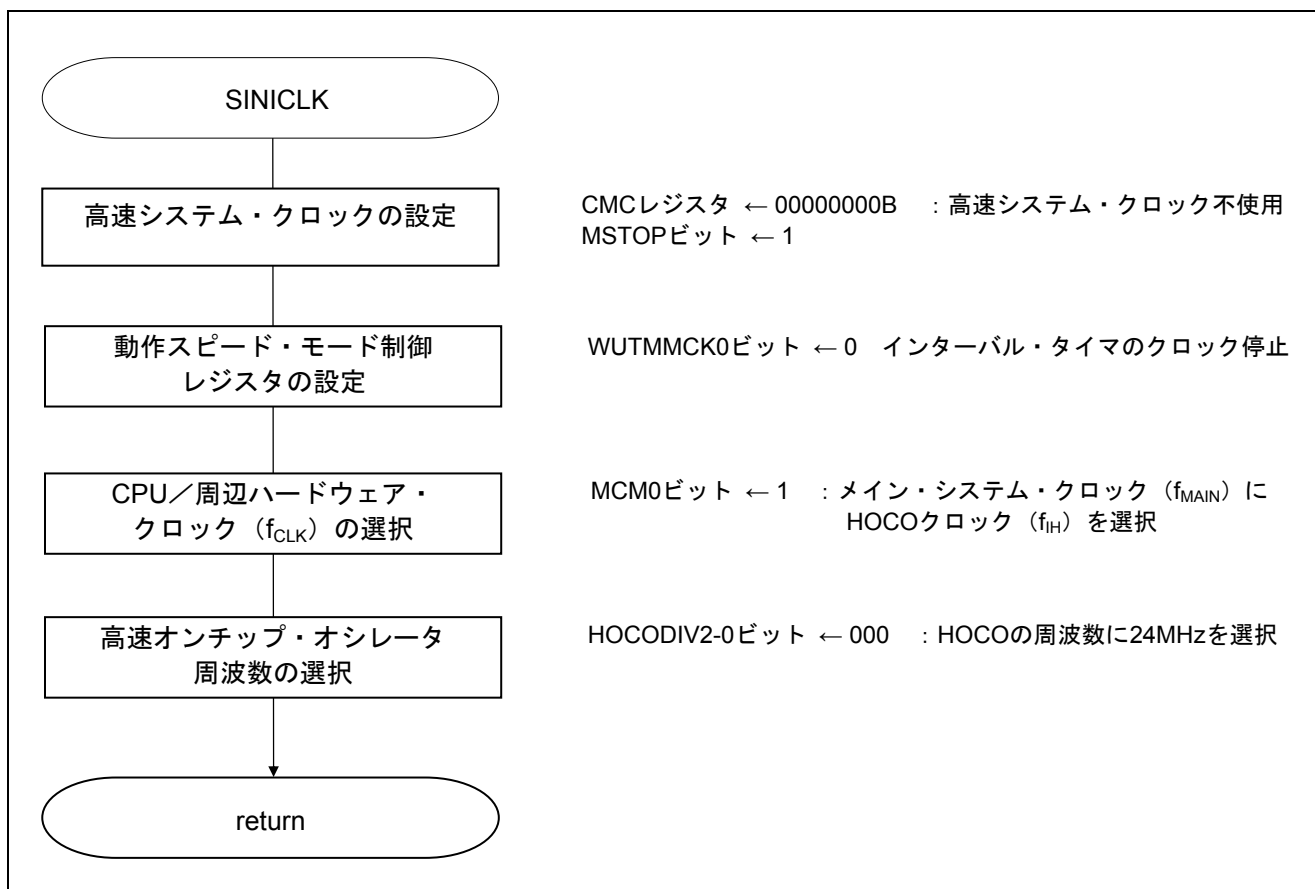 SINICLK
高速システム・クロックの設定
CMCレジスタ ← 00000000B ：高速システム・クロック不使用
MSTOPビット ← 1
動作スピード・モード制御
レジスタの設定
WUTMMCK0ビット ← 0 インターバル・タイマのクロック停止
CPU／周辺ハードウェア・
クロック（fCLK）の選択
MCM0ビット ← 1 ：メイン・システム・クロック（fMAIN）に
HOCOクロック（fIH）を選択
高速オンチップ・オシレータ
周波数の選択
HOCODIV2-0ビット ← 000 ：HOCOの周波数に24MHzを選択
return